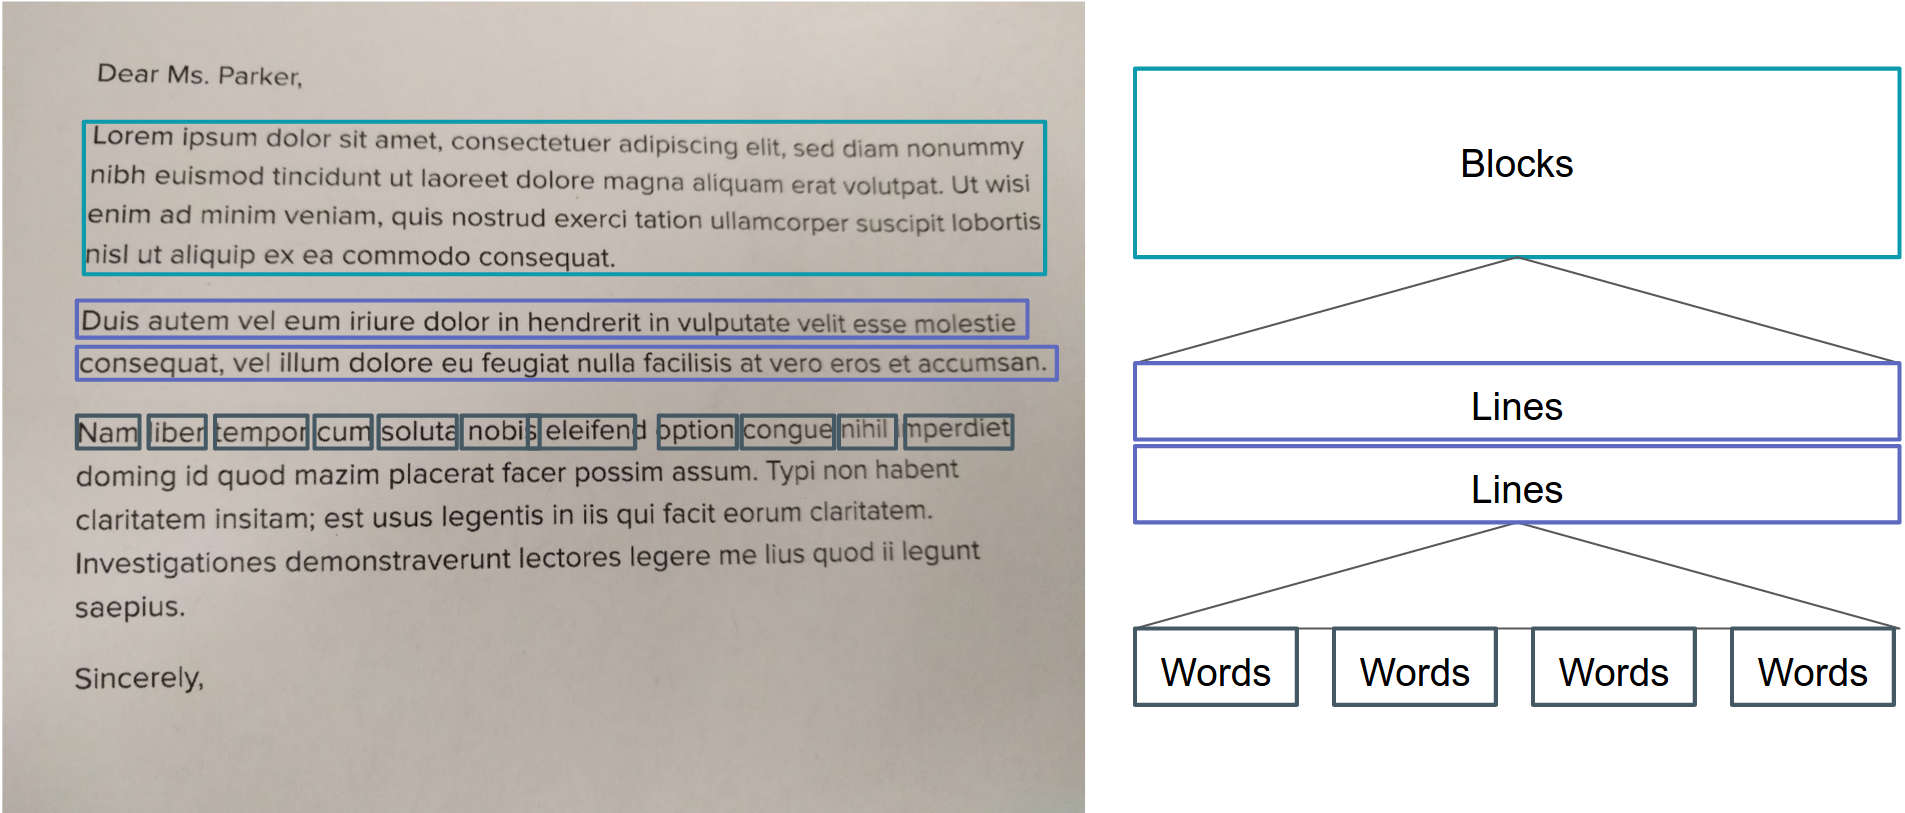 Dear Ms. Parker,
Lorem ipsum dolor sit amet, consectetuer adipiscing elit, sed diam nonummy
nibh euismod tincidunt ut laoreet dolore magna aliquam erat volutpat. Ut wisi
enim ad minim veniam, quis nostrud exerci tation ullamcorper suscipit lobortis
nisl ut aliquip ex ea commodo consequat.
Duis autem vel eum iriure dolor in hendrerit in vulputate velit esse molestie
consequat, vel illum dolore eu feugiat nulla facilisis at vero eros et accumsan.
Nam liber tempor cum soluta nobis eleifend option congue nihil imperdiet
doming id quod mazim placerat facer possim assum. Typi non habent
claritatem insitam; est usus legentis in iis qui facit eorum claritatem.
Investigationes demonstraverunt lectores legere me lius quod ii legunt
saepius.
Sincerely,
Blocks
Lines
Lines
Words Words Words Words